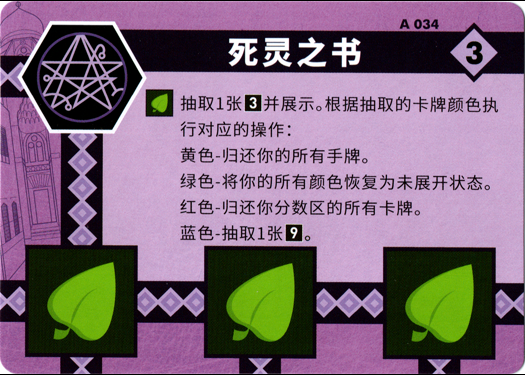 A 034
死灵之书
3
抽取1张3并展示。根据抽取的卡牌颜色执
行对应的操作：
黄色-归还你的所有手牌。
绿色-将你的所有颜色恢复为未展开状态。
红色-归还你分数区的所有卡牌。
蓝色-抽取1张9。